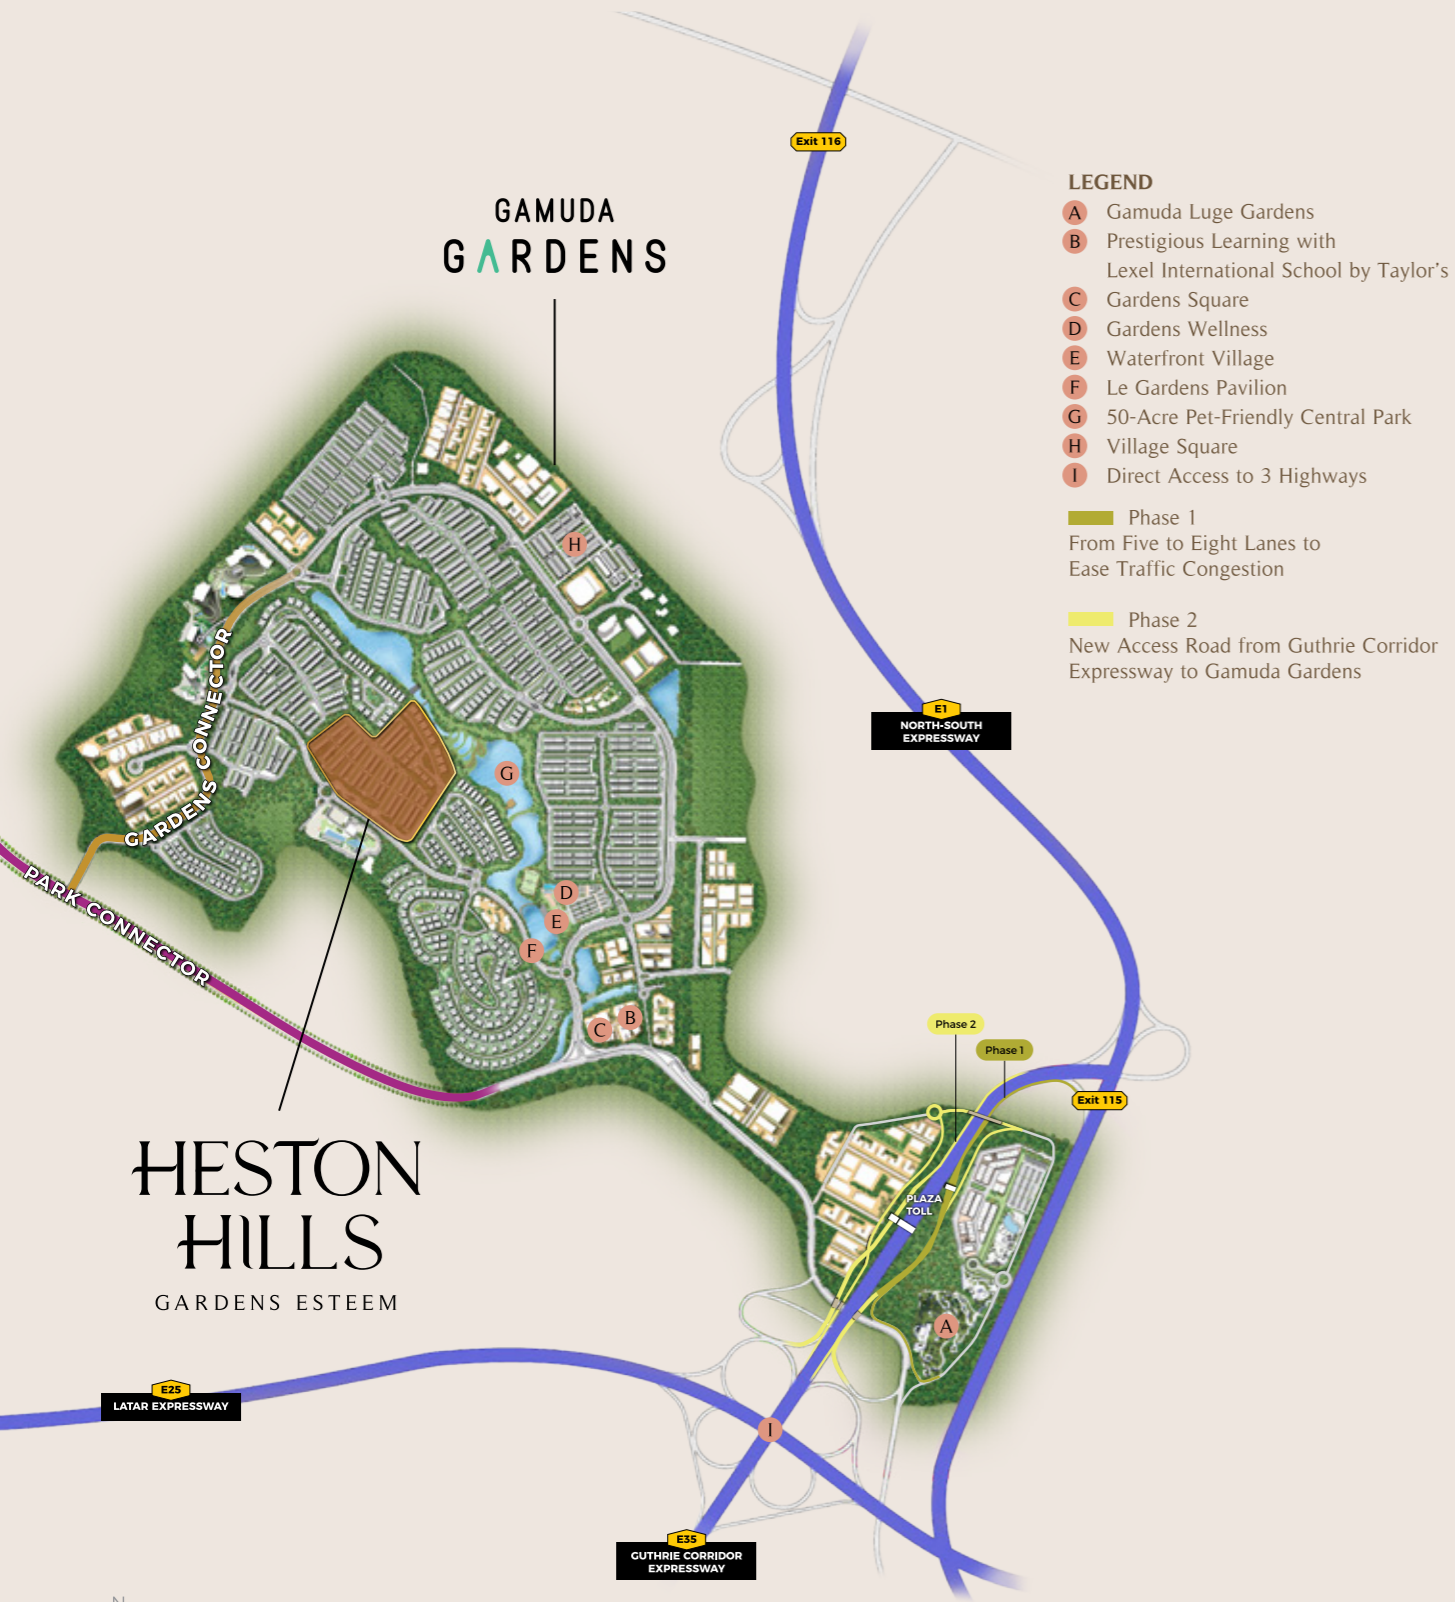 Exit 116
LEGEND
A Gamuda Luge Gardens
B Prestigious Learning with
Lexel International School by Taylor’s
C Gardens Square
D Gardens Wellness
E Waterfront Village
F Le Gardens Pavilion
G 50-Acre Pet-Friendly Central Park
H Village Square
I Direct Access to 3 Highways
Phase 1
From Five to Eight Lanes to
Ease Traffic Congestion
Phase 2
New Access Road from Guthrie Corridor
Expressway to Gamuda Gardens
GAMUDA
GARDENS
H
GARDENS CONNECTOR
E1
NORTH-SOUTH
EXPRESSWAY
G
PARK CONNECTOR
D
E
F
B
C
Phase 2
Phase 1
Exit 115
HESTON
HILLS
GARDENS ESTEEM
PLAZA
TOLL
A
E25
LATAR EXPRESSWAY
I
E35
GUTHRIE CORRIDOR
EXPRESSWAY
N